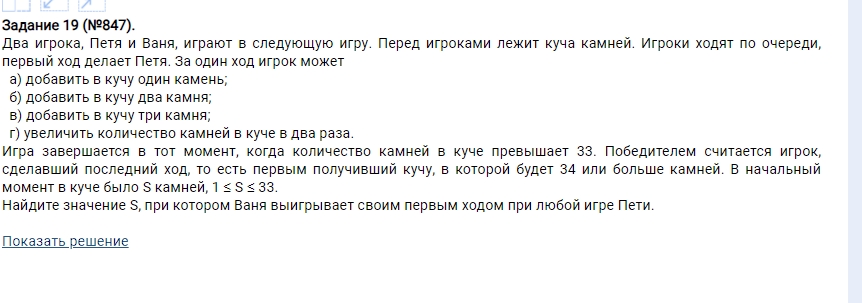 Задание 19 (№847).
Два игрока, Петя и Ваня, играют в следующую игру. Перед игроками лежит куча камней. Игроки ходят по очереди,
первый ход делает Петя. За один ход игрок может
а) добавить в кучу один камень;
б) добавить в кучу два камня;
в) добавить в кучу три камня;
г) увеличить количество камней в куче в два раза.
Игра завершается в тот момент, когда количество камней в куче превышает 33. Победителем считается игрок,
сделавший последний ход, то есть первым получивший кучу, в которой будет 34 или больше камней. В начальный
момент в куче было S камней, 1 ≤ S ≤ 33.
Найдите значение S, при котором Ваня выигрывает своим первым ходом при любой игре Пети.
Показать решение